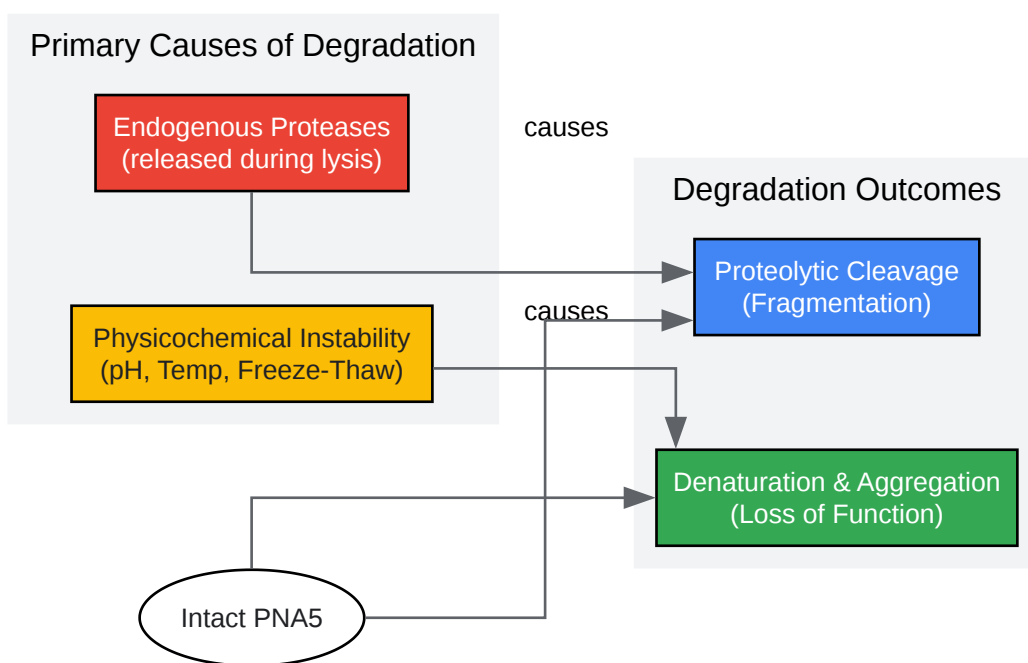 Primary Causes of Degradation
Endogenous Proteases
(released during lysis)
causes
Degradation Outcomes
Proteolytic Cleavage
(Fragmentation)
causes
Physicochemical Instability
(pH, Temp, Freeze-Thaw)
Denaturation & Aggregation
(Loss of Function)
Intact PNA5